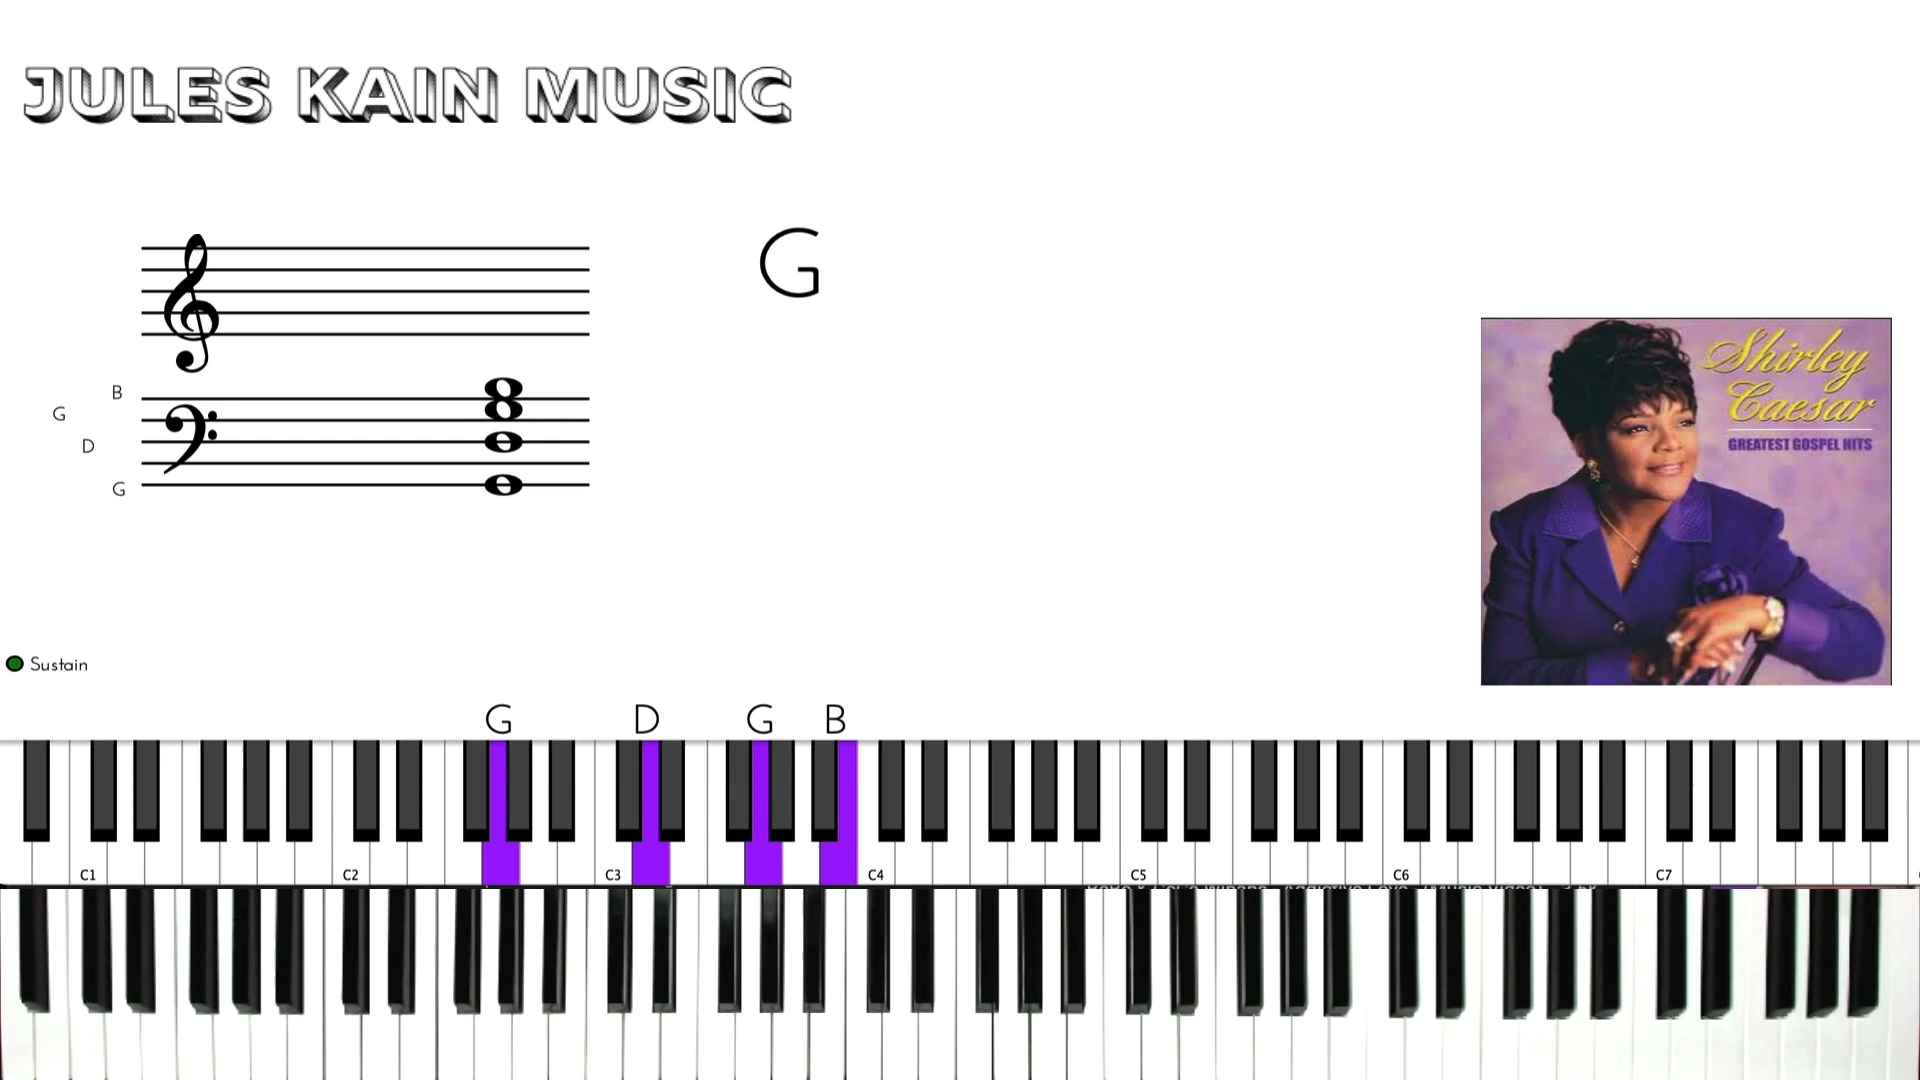 JULES KAIN MUSIC
G
Shirley
Caesar
GREATEST GOSPEL HITS
B
G
D
G
Sustain
G D G B
C1 C2 C3 C4 C5 C6 C7